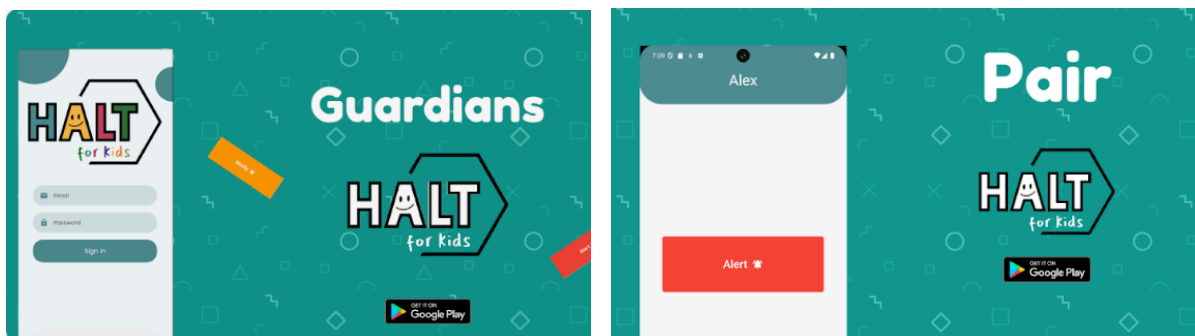 HALT
for kids
Email
Password
Sign in
Guardians
HALT
for kids
GET IT ON
Google Play
Alert
7:09
Alex
Alert
Pair
HALT
for kids
GET IT ON
Google Play